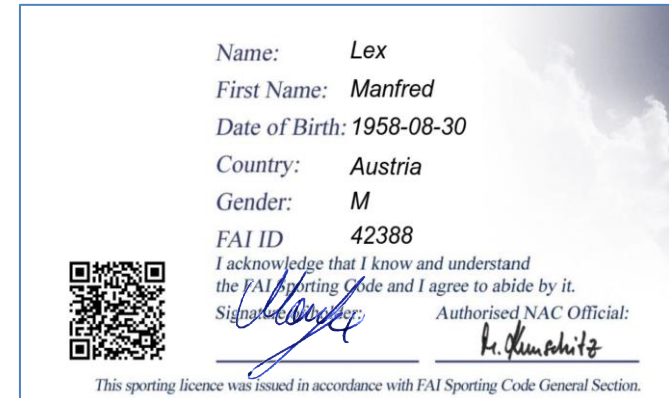 Name: Lex
First Name: Manfred
Date of Birth: 1958-08-30
Country: Austria
Gender: M
FAI ID 42388
I acknowledge that I know and understand
the FAI Sporting Code and I agree to abide by it.
Signature of holder: Authorised NAC Official:
This sporting licence was issued in accordance with FAI Sporting Code General Section.